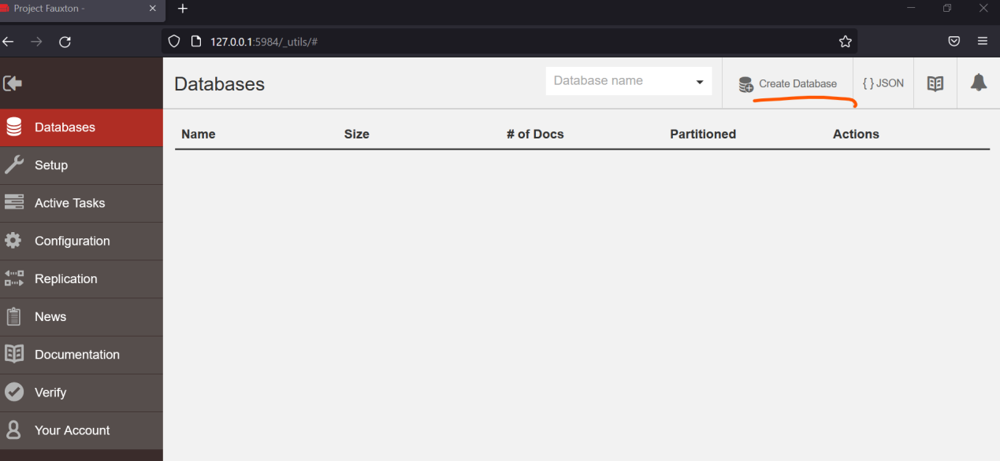 Project Fauxton -
127.0.0.1:5984/_utils/#
Databases
Database name
Create Database
{ } JSON
Name Size # of Docs Partitioned Actions
Databases
Setup
Active Tasks
Configuration
Replication
News
Documentation
Verify
Your Account